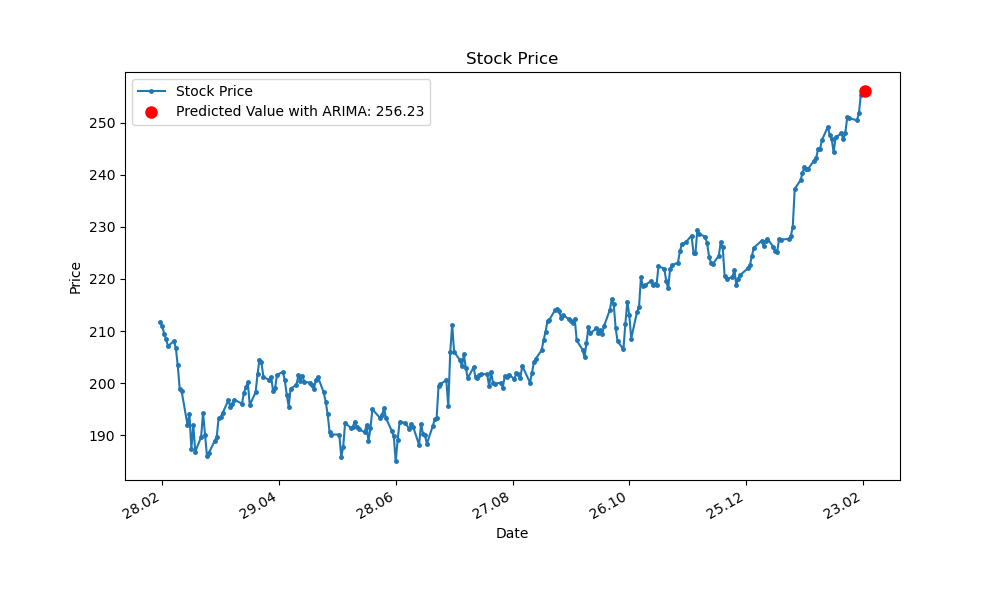 Stock Price
Stock Price
Predicted Value with ARIMA: 256.23
250
240
230
220
210
200
190
Price
28.02
29.04
28.06
27.08
26.10
25.12
23.02
Date